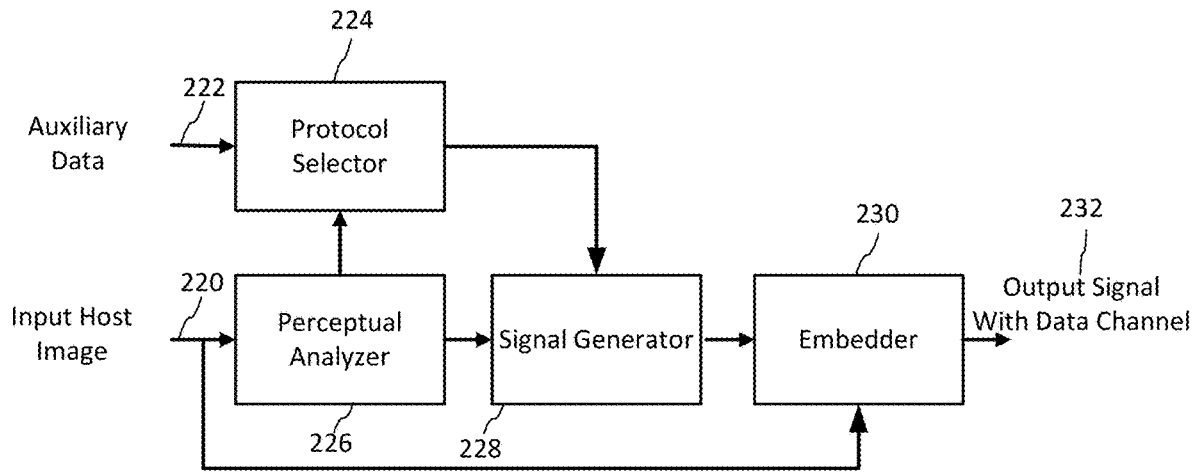 224
222
Auxiliary
Data
Protocol
Selector
230
232
220
Input Host
Image
Perceptual
Analyzer
Signal Generator
Embedder
Output Signal
With Data Channel
226
228